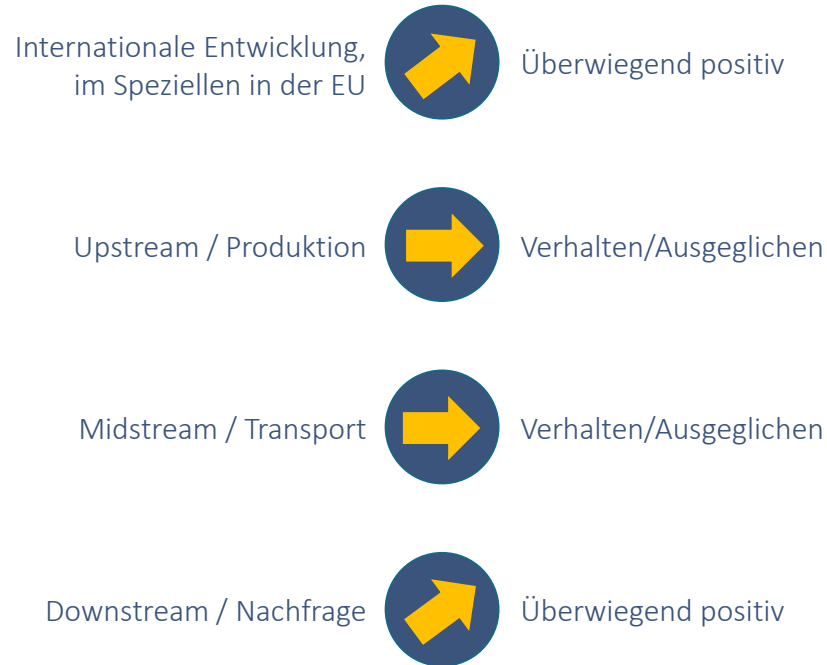 Internationale Entwicklung,
im Speziellen in der EU
Überwiegend positiv
Upstream / Produktion
Verhalten/Ausgeglichen
Midstream / Transport
Verhalten/Ausgeglichen
Downstream / Nachfrage
Überwiegend positiv